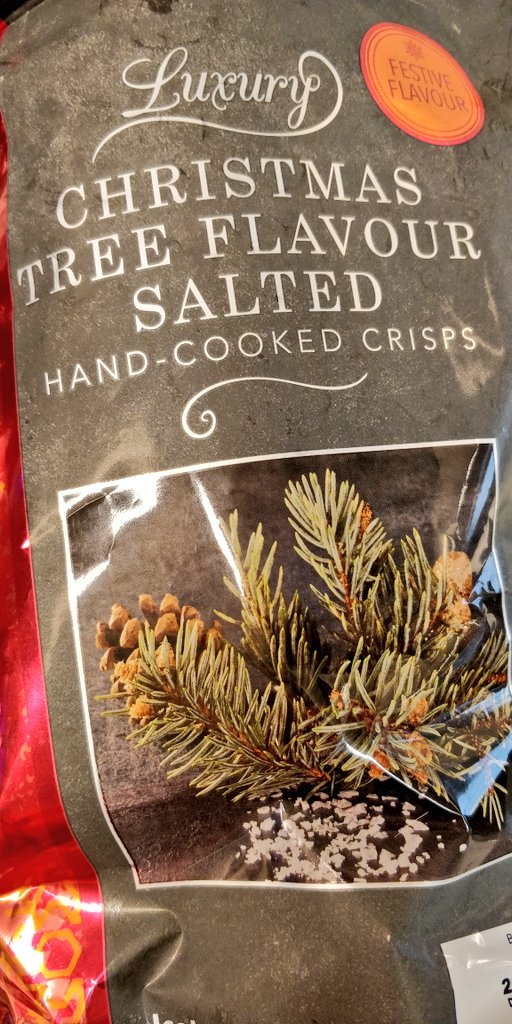 Luxury
FESTIVE
FLAVOUR
CHRISTMAS
TREE FLAVOUR
SALTED
HAND-COOKED CRISPS